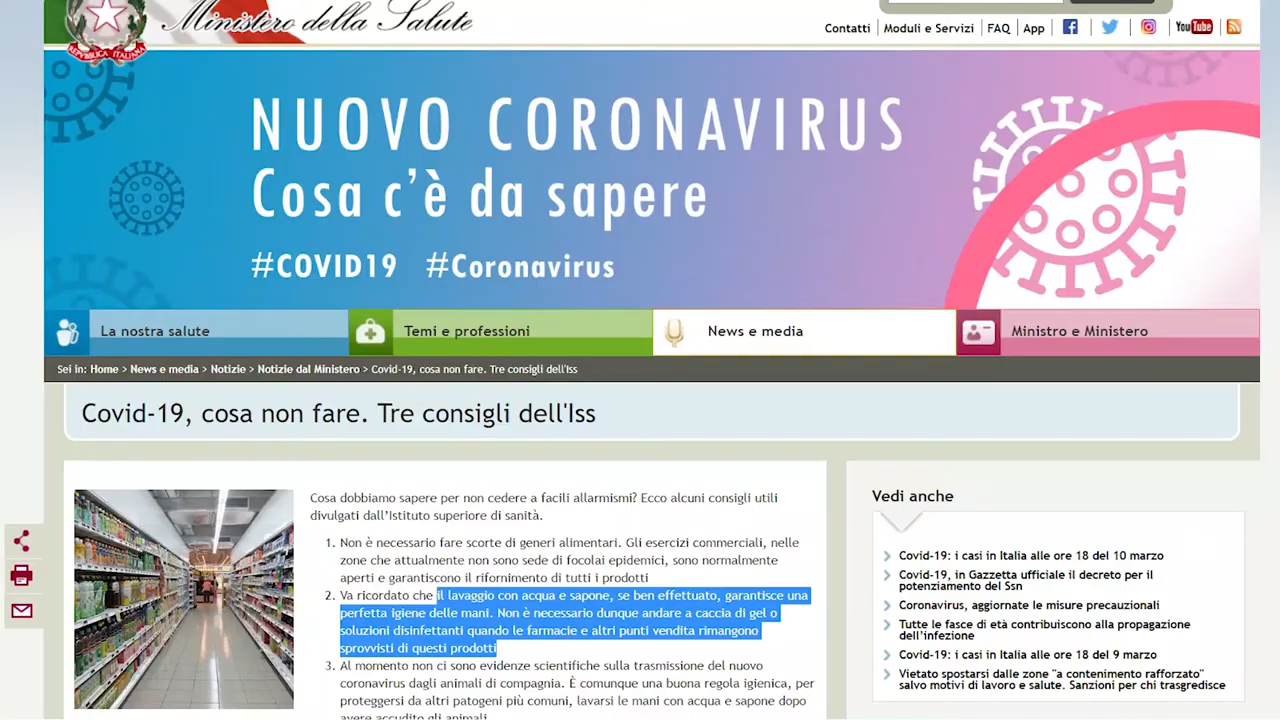 Ministero della Salute
REPVBBLICA ITALIANA
Contatti
Moduli e Servizi
FAQ
App
YouTube
NUOVO CORONAVIRUS
Cosa c'è da sapere
#COVID19 #Coronavirus
La nostra salute
Temi e professioni
News e media
Ministro e Ministero
Sei in: Home > News e media > Notizie > Notizie dal Ministero > Covid-19, cosa non fare. Tre consigli dell'Iss
Covid-19, cosa non fare. Tre consigli dell'Iss
Cosa dobbiamo sapere per non cedere a facili allarmismi? Ecco alcuni consigli utili
divulgati dall'Istituto superiore di sanità.
1. Non è necessario fare scorte di generi alimentari. Gli esercizi commerciali, nelle
zone che attualmente non sono sede di focolai epidemici, sono normalmente
aperti e garantiscono il rifornimento di tutti i prodotti
2. Va ricordato che il lavaggio con acqua e sapone, se ben effettuato, garantisce una
perfetta igiene delle mani. Non è necessario dunque andare a caccia di gel o
soluzioni disinfettanti quando le farmacie e altri punti vendita rimangono
sprovvisti di questi prodotti
3. Al momento non ci sono evidenze scientifiche sulla trasmissione del nuovo
coronavirus dagli animali di compagnia. È comunque una buona regola igienica, per
proteggersi da altri patogeni più comuni, lavarsi le mani con acqua e sapone dopo
avere accudito gli animali
Vedi anche
Covid-19: i casi in Italia alle ore 18 del 10 marzo
Covid-19, in Gazzetta ufficiale il decreto per il
potenziamento del Ssn
Coronavirus, aggiornate le misure precauzionali
Tutte le fasce di età contribuiscono alla propagazione
dell'infezione
Covid-19: i casi in Italia alle ore 18 del 9 marzo
Vietato spostarsi dalle zone "a contenimento rafforzato"
salvo motivi di lavoro e salute. Sanzioni per chi trasgredisce